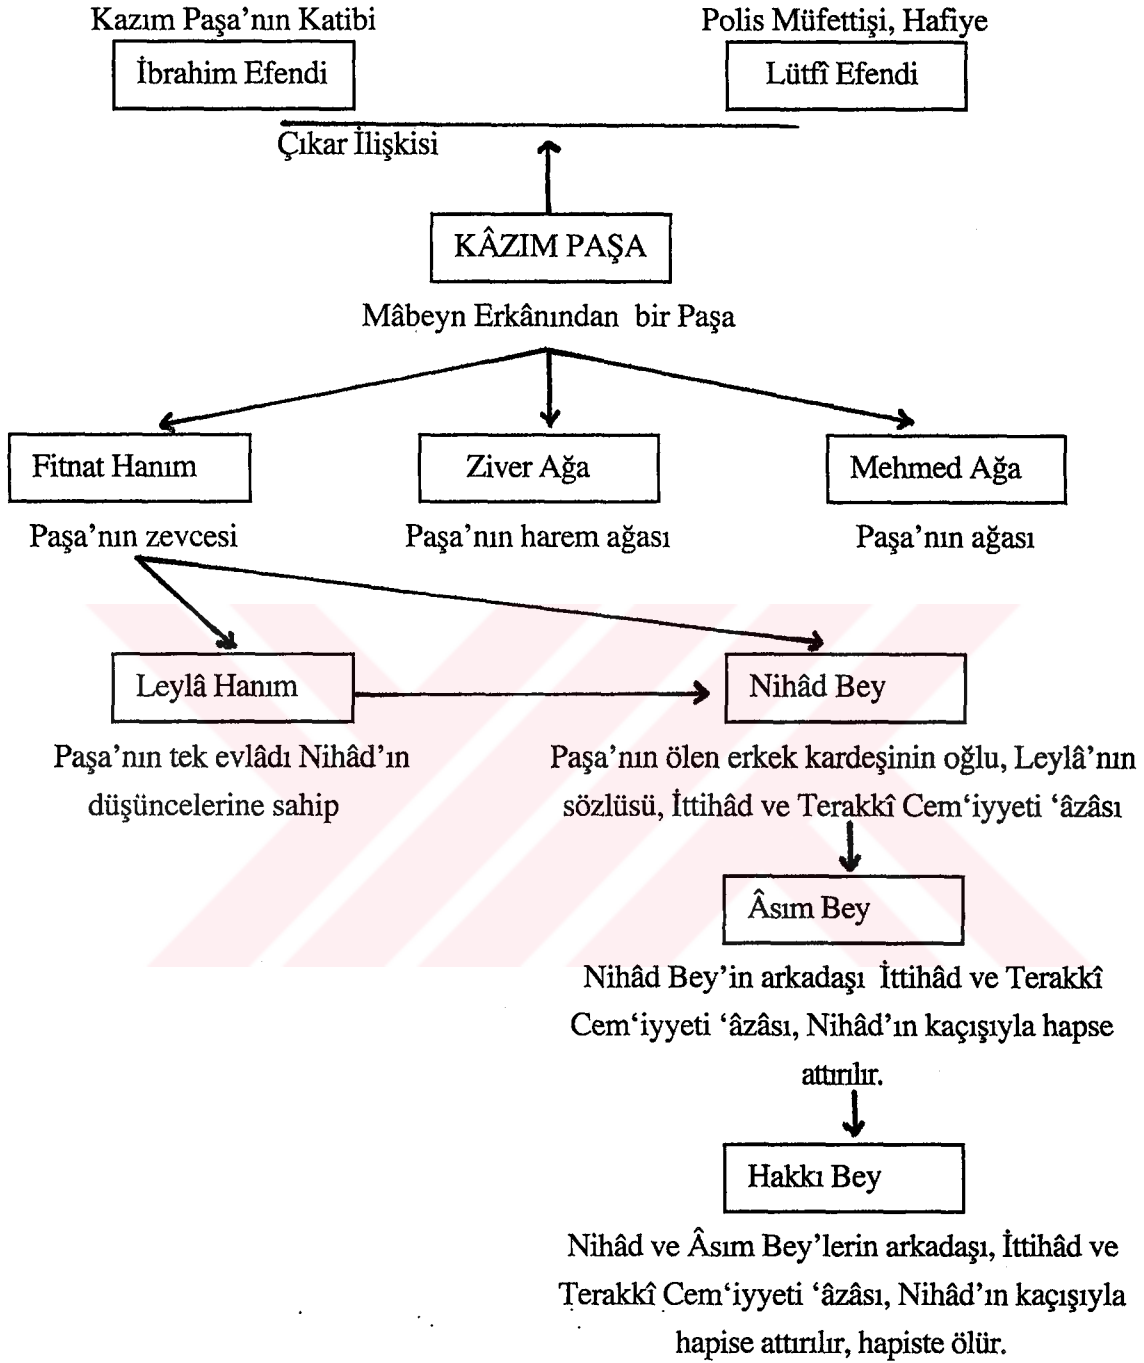 Kazım Paşa’nın Katibi
İbrahim Efendi
Polis Müfettişi, Hafiye
Lütfî Efendi
Çıkar İlişkisi
KÂZIM PAŞA
Mâbeyn Erkânından bir Paşa
Fitnat Hanım
Paşa’nın zevcesi
Ziver Ağa
Paşa’nın harem ağası
Mehmed Ağa
Paşa’nın ağası
Leylâ Hanım
Paşa’nın tek evlâdı Nihâd’ın
düşüncelerine sahip
Nihâd Bey
Paşa’nın ölen erkek kardeşinin oğlu, Leylâ’nın
sözlüsü, İttihâd ve Terakkî Cem‘iyyeti ‘âzâsı
Âsım Bey
Nihâd Bey’in arkadaşı İttihâd ve Terakkî
Cem‘iyyeti ‘âzâsı, Nihâd’ın kaçışıyla hapse
attırılır.
Hakkı Bey
Nihâd ve Âsım Bey’lerin arkadaşı, İttihâd ve
Terakkî Cem‘iyyeti ‘âzâsı, Nihâd’ın kaçışıyla
hapise attırılır, hapiste ölür.